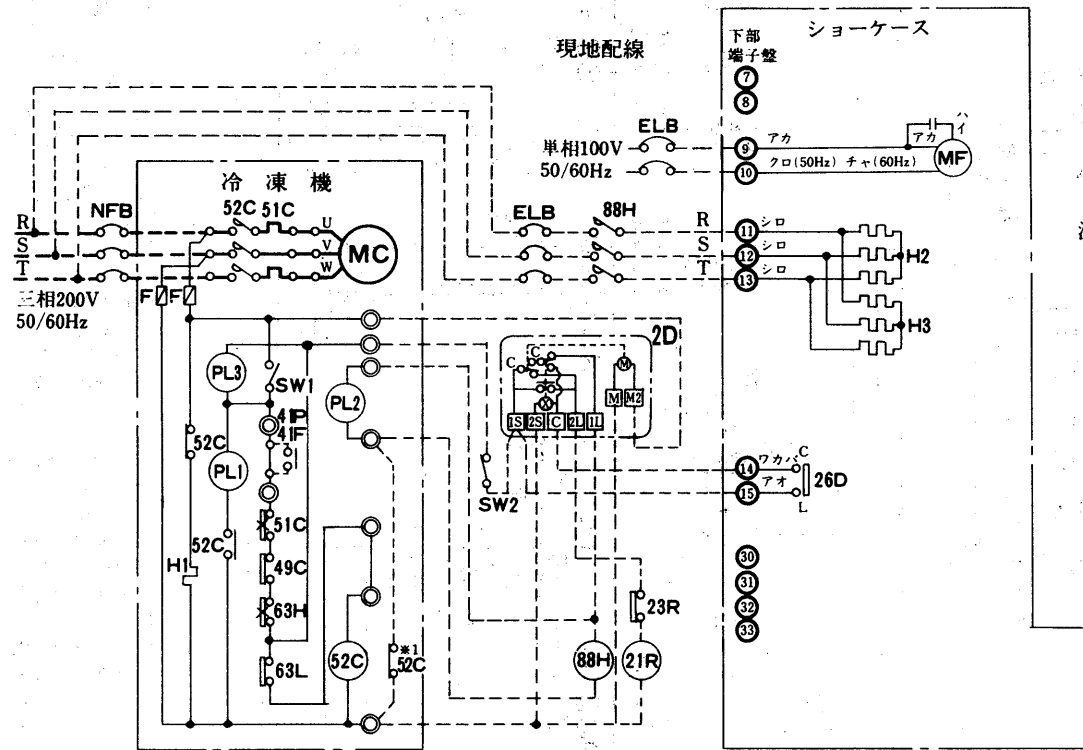 ショーケース
現地配線
下部
端子盤
7
8
ELB
単相100V
50/60Hz
9
アカ
アカ
ハイ
10
クロ(50Hz) チャ(60Hz)
MF
冷凍機
NFB
52C
51C
U
V
W
MC
R
S
T
三相200V
50/60Hz
F
F
ELB
88H
R
S
T
11
シロ
12
シロ
13
シロ
H2
H3
PL3
SW1
PL2
41P
41F
52C
PL1
52C
51C
49C
63H
63L
H1
52C
※1
52C
2D
C
C
M
X
M
M2
1S
2S
C
2L
1L
SW2
14
ワカバ
C
15
アオ
L
26D
23R
88H
21R
30
31
32
33